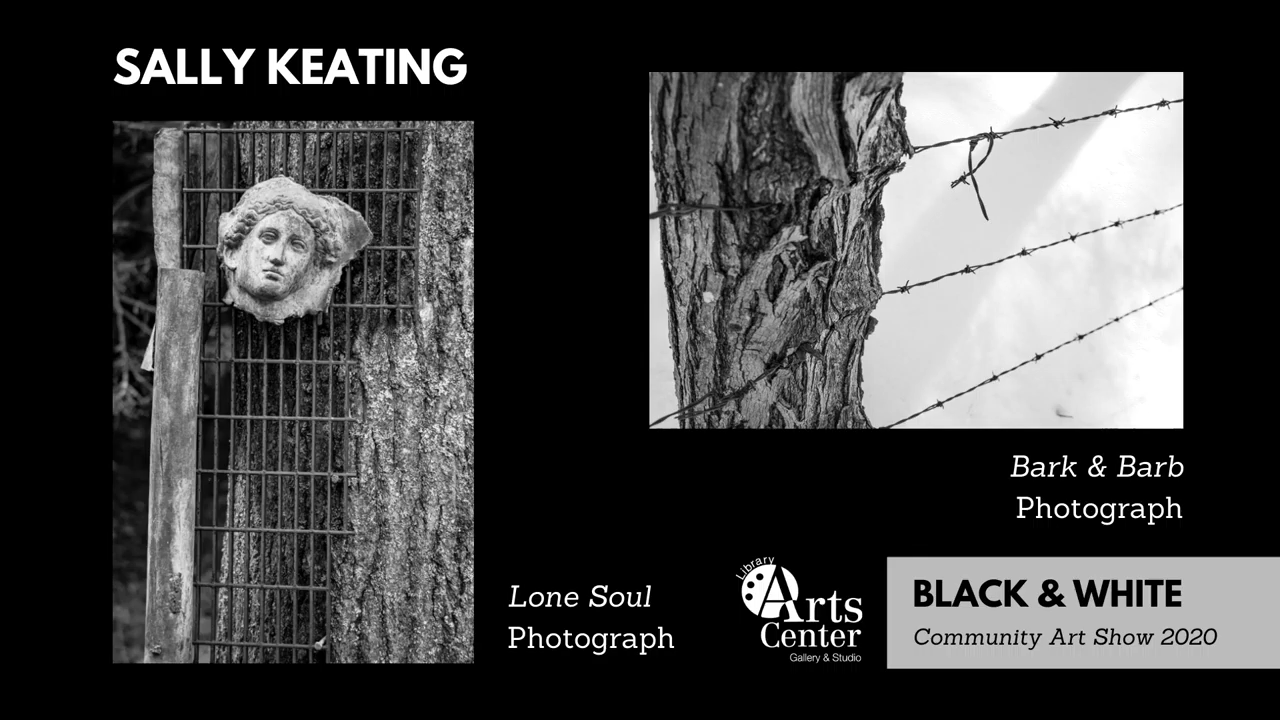 SALLY KEATING
Bark & Barb
Photograph
Lone Soul
Photograph
Library
Arts
Center
Gallery & Studio
BLACK & WHITE
Community Art Show 2020